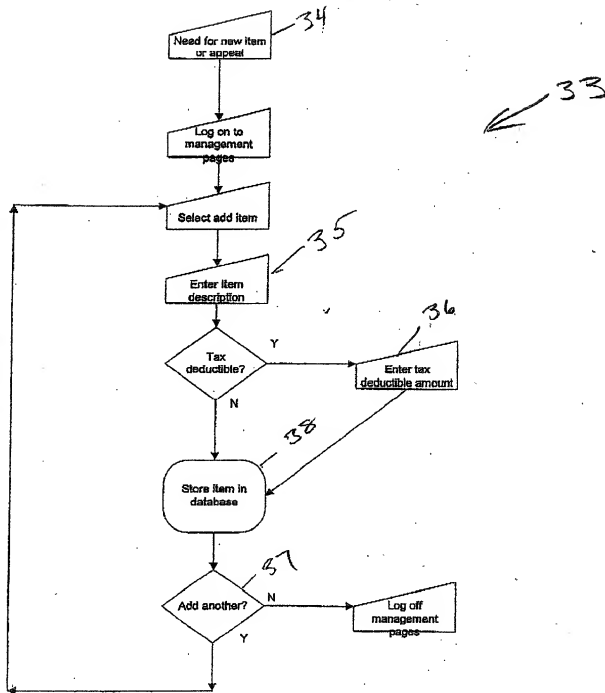 34
Need for new item
or appeal
33
Log on to
management
pages
Select add item
35
Enter item
description
36
Tax
deductible?
Y
Enter tax
deductible amount
N
38
Store item in
database
37
Add another?
N
Log off
management
pages
Y